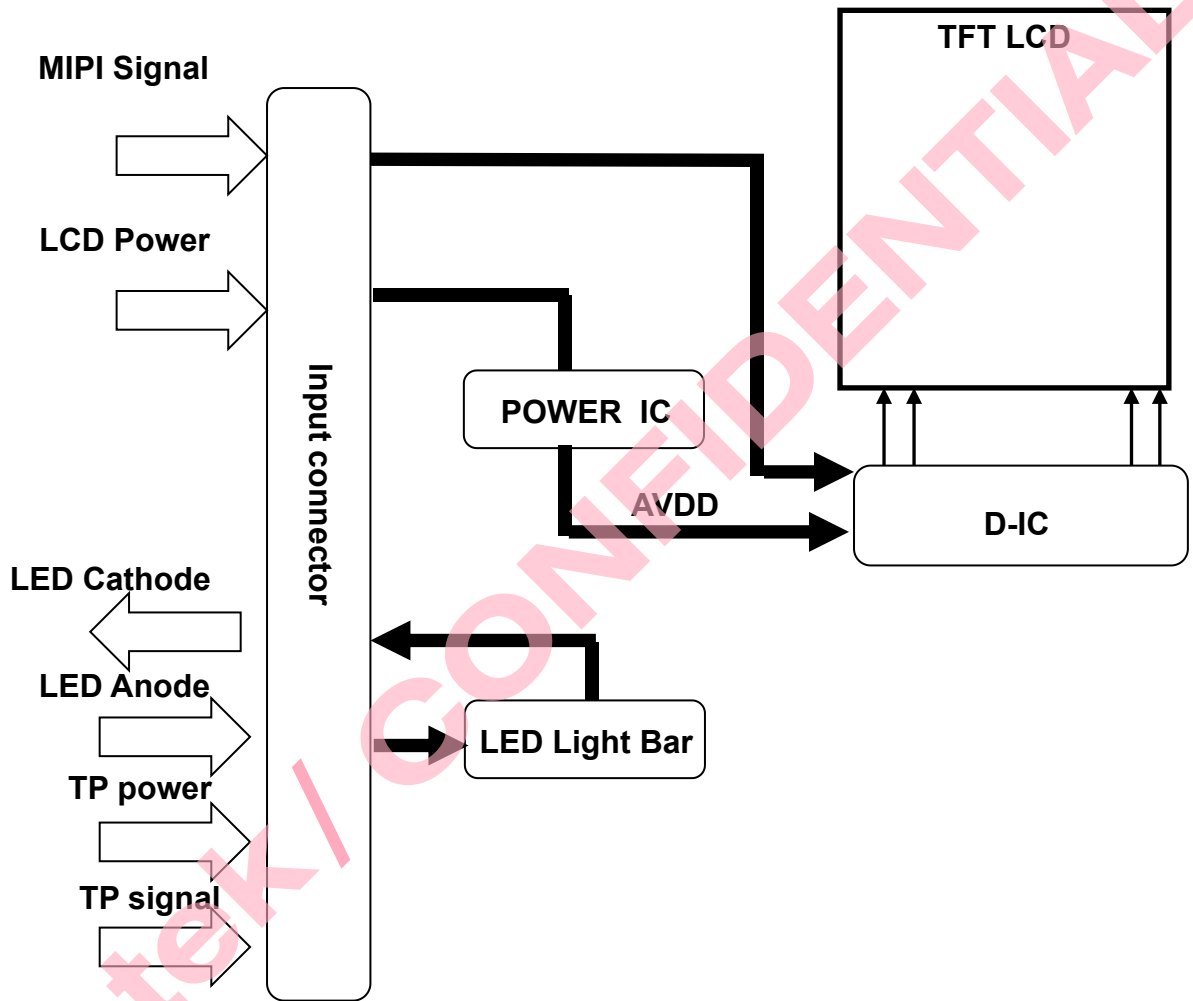 TFT LCD
MIPI Signal
LCD Power
Input connector
POWER IC
AVDD
D-IC
LED Cathode
LED Anode
LED Light Bar
TP power
TP signal
tek / CONFIDENTIAL